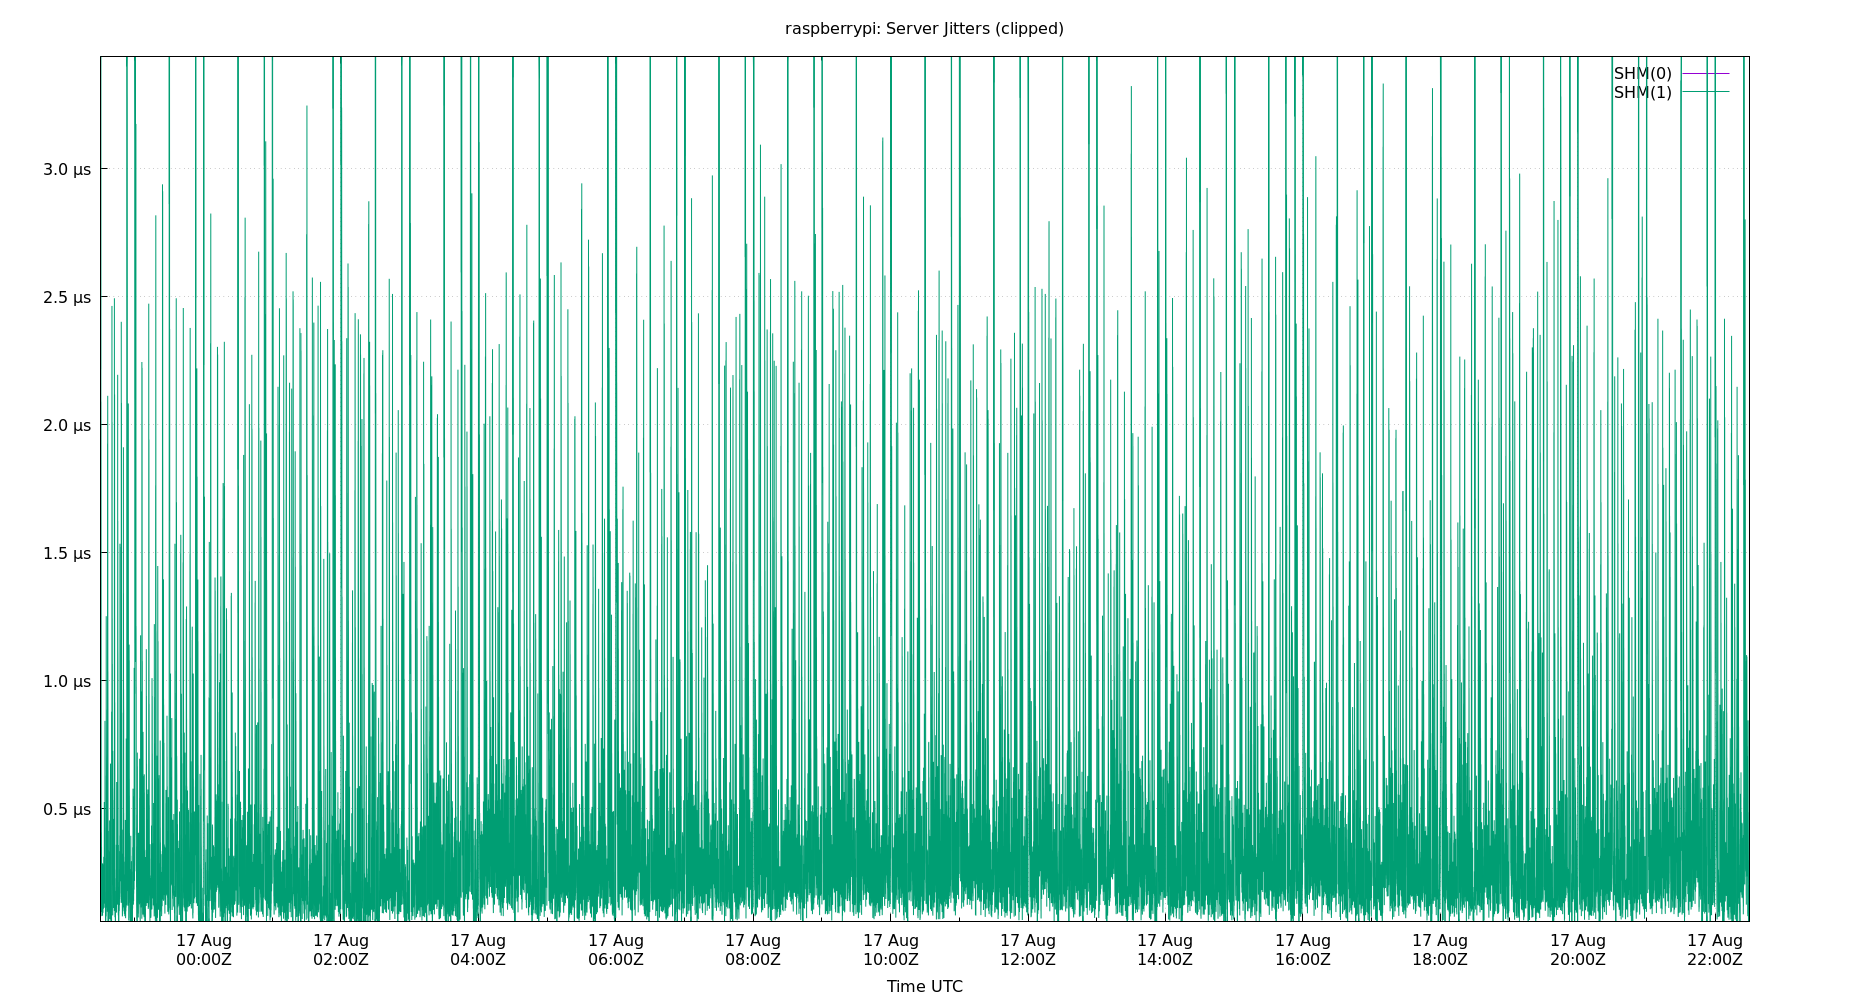 raspberrypi: Server Jitters (clipped)
SHM(0)
SHM(1)
3.0 µs
2.5 µs
2.0 µs
1.5 µs
1.0 µs
0.5 µs
17 Aug 17 Aug 17 Aug 17 Aug 17 Aug 17 Aug 17 Aug 17 Aug 17 Aug 17 Aug 17 Aug 17 Aug
00:00Z 02:00Z 04:00Z 06:00Z 08:00Z 10:00Z 12:00Z 14:00Z 16:00Z 18:00Z 20:00Z 22:00Z
Time UTC